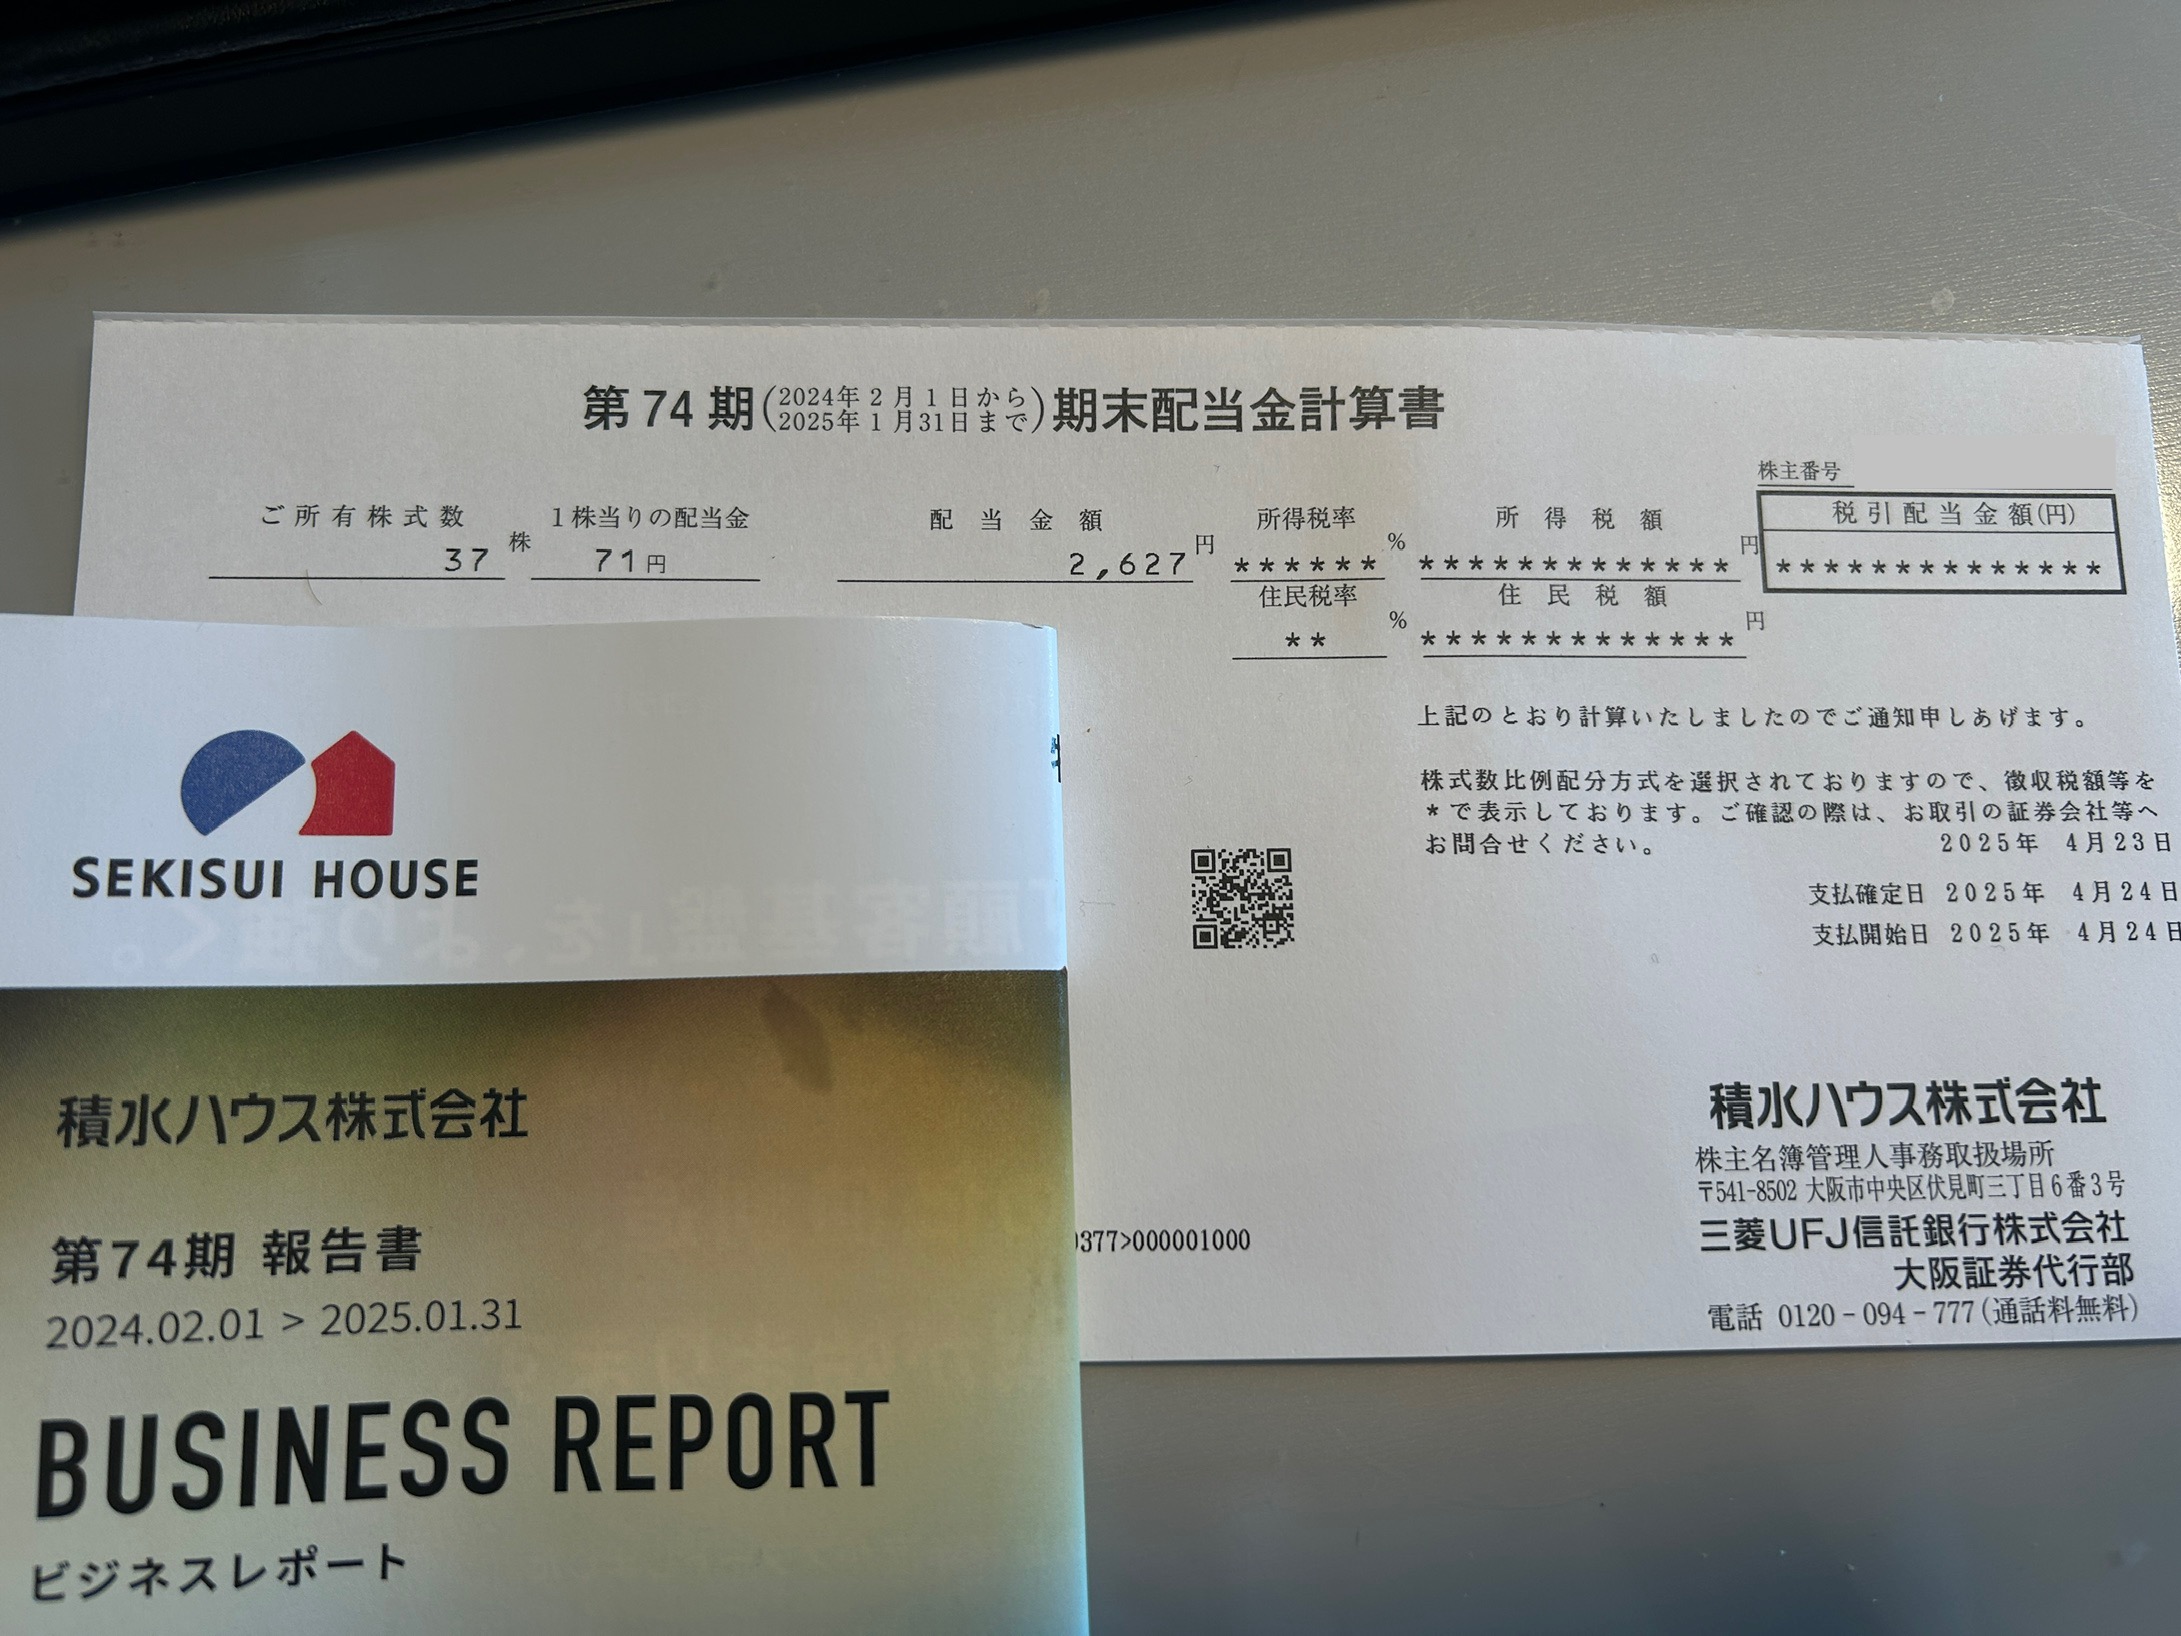 第74期(2024年2月1日から
2025年1月31日まで)期末配当金計算書
株主番号
ご所有株式数
37株
1株当りの配当金
71円
配当金額
2,627円
所得税率
******%
所得税額
*************円
税引配当金額(円)
**************
住民税率
**%
住民税額
*************円
上記のとおり計算いたしましたのでご通知申しあげます。
株式数比例配分方式を選択されておりますので、徴収税額等を
*で表示しております。ご確認の際は、お取引の証券会社等へ
お問合せください。
2025年 4月23日
支払確定日 2025年 4月24日
支払開始日 2025年 4月24日
積水ハウス株式会社
株主名簿管理人事務取扱場所
〒541-8502 大阪市中央区伏見町三丁目6番3号
三菱UFJ信託銀行株式会社
大阪証券代行部
電話 0120-094-777(通話料無料)
377>000001000
SEKISUI HOUSE
積水ハウス株式会社
第74期 報告書
2024.02.01 > 2025.01.31
BUSINESS REPORT
ビジネスレポート